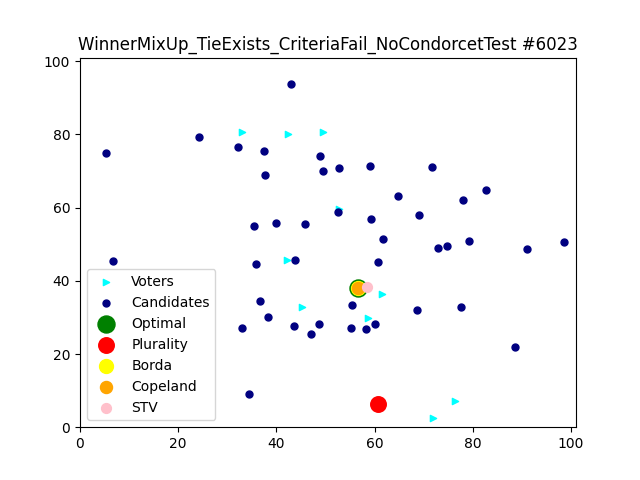 WinnerMixUp_TieExists_CriteriaFail_NoCondorcetTest #6023
100
80
60
40
20
0
Voters
Candidates
Optimal
Plurality
Borda
Copeland
STV
0 20 40 60 80 100